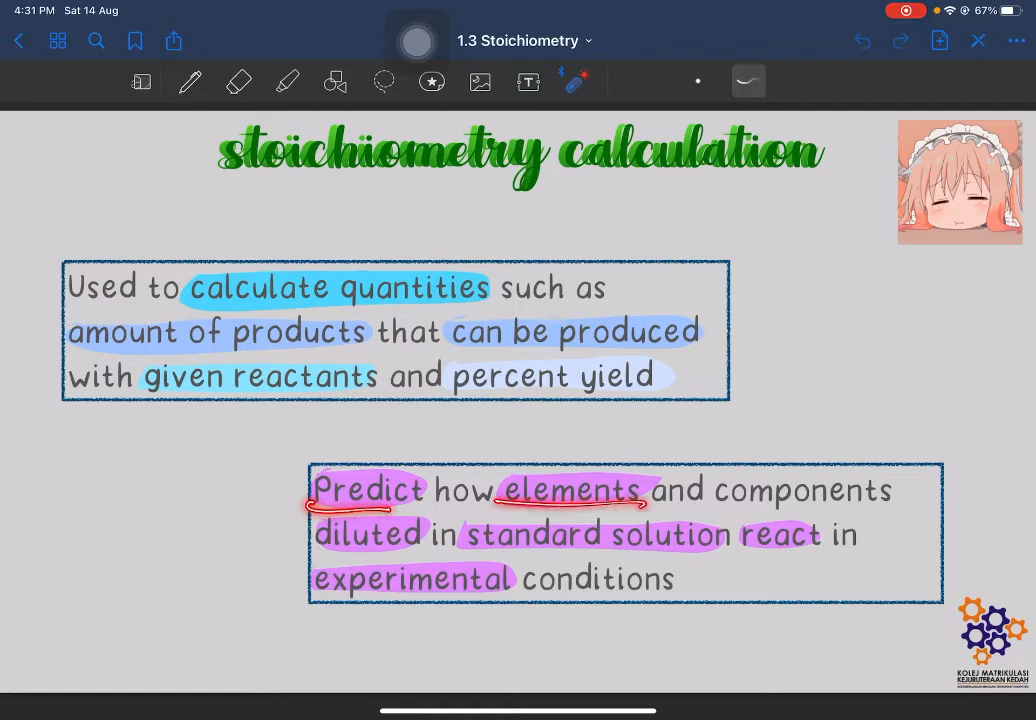 4:31 PM Sat 14 Aug
67%
1.3 Stoichiometry
T
stoichiometry calculation
Used to calculate quantities such as
amount of products that can be produced
with given reactants and percent yield
Predict how elements and components
diluted in standard solution react in
experimental conditions
KOLEJ MATRIKULASI
KEJURUTERAAN KEDAH